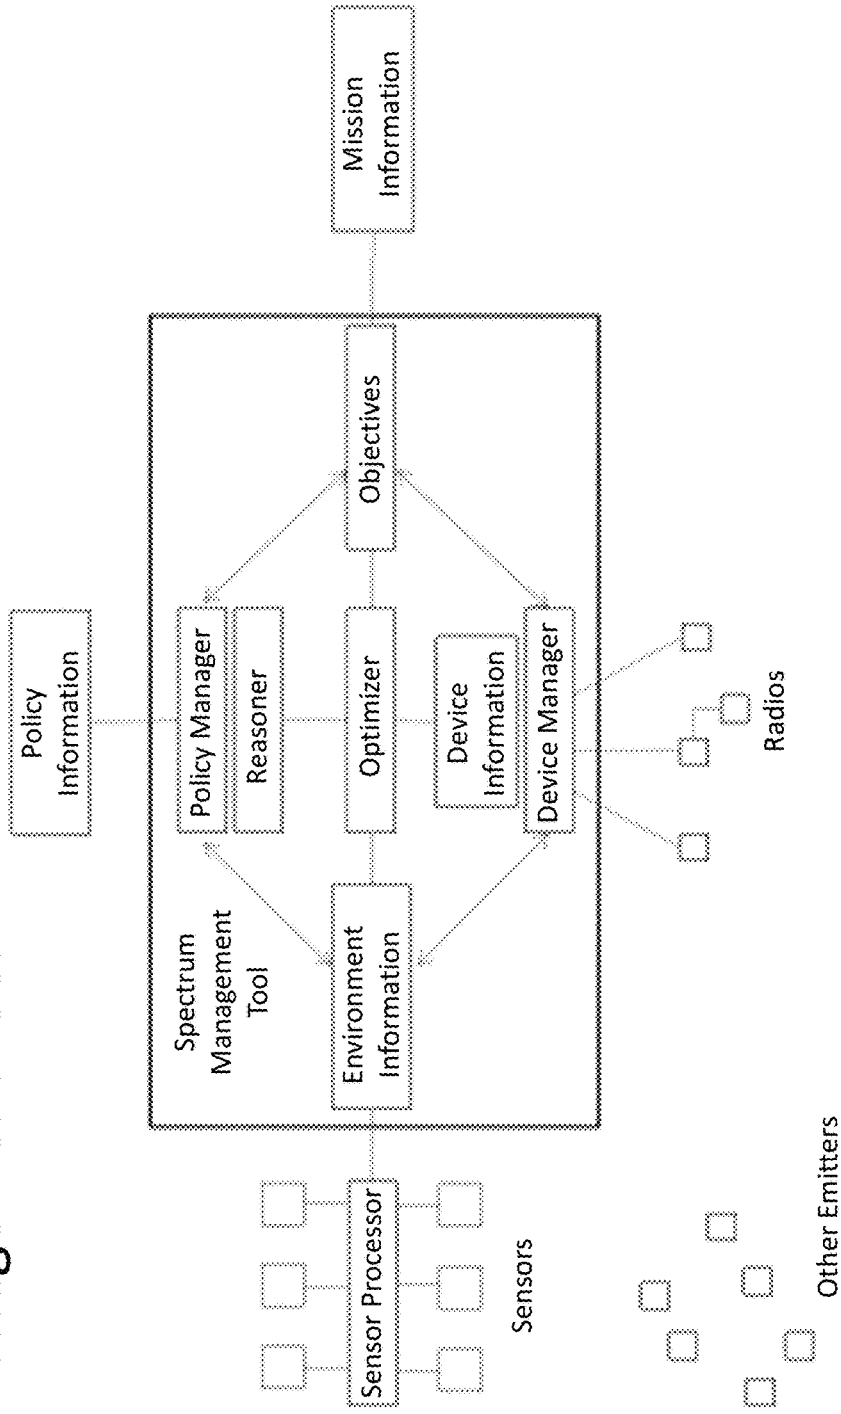 Policy
Information
Spectrum
Management
Tool
Policy Manager
Reasoner
Sensor Processor
Environment
Information
Optimizer
Objectives
Mission
Information
Device
Information
Device Manager
Sensors
Radios
Other Emitters